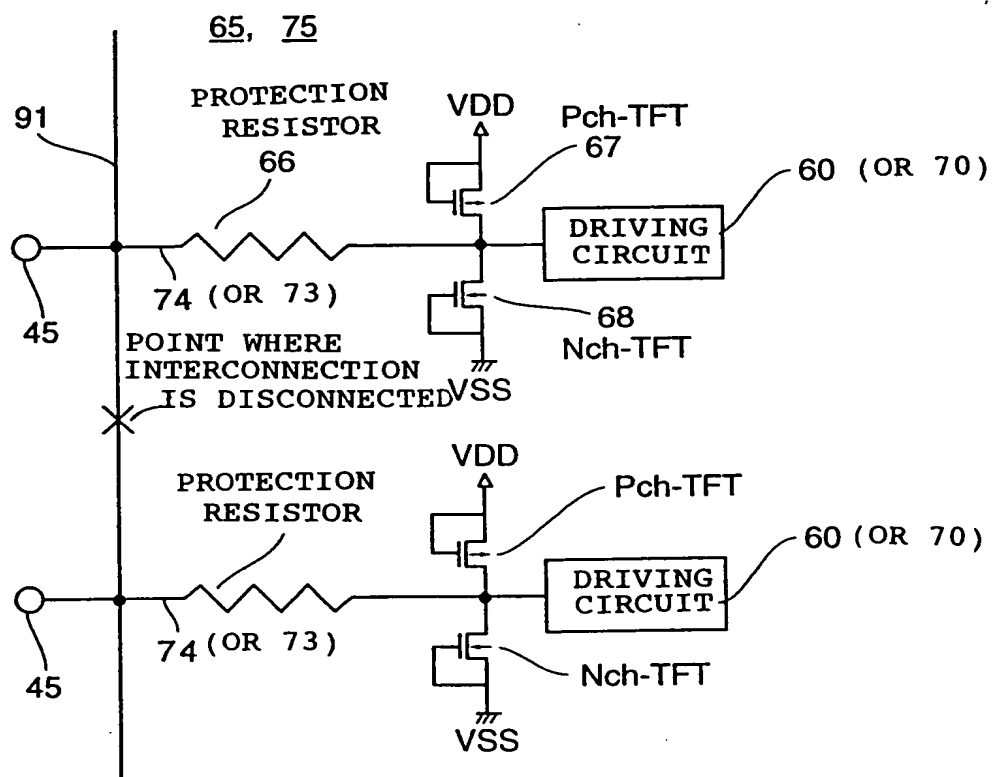 65, 75
PROTECTION
RESISTOR
66
91
VDD
Pch-TFT
67
60 (OR 70)
DRIVING
CIRCUIT
45
74 (OR 73)
68
Nch-TFT
VSS
POINT WHERE
INTERCONNECTION
IS DISCONNECTED
PROTECTION
RESISTOR
VDD
Pch-TFT
60 (OR 70)
DRIVING
CIRCUIT
45
74 (OR 73)
Nch-TFT
VSS